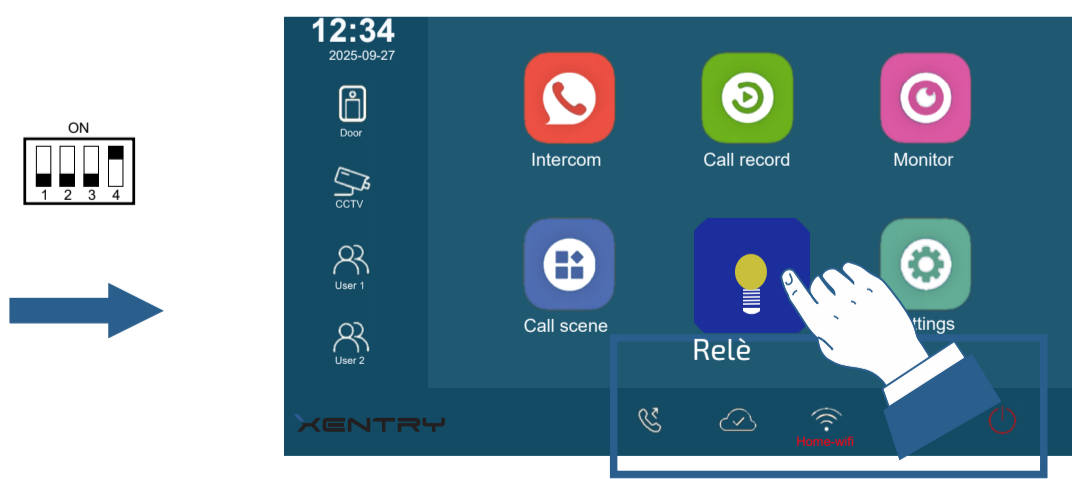 ON
1 2 3 4
12:34
2025-09-27
Door
CCTV
User 1
User 2
Intercom
Call record
Monitor
Call scene
Relè
ttings
XENTRY
Home-wifi